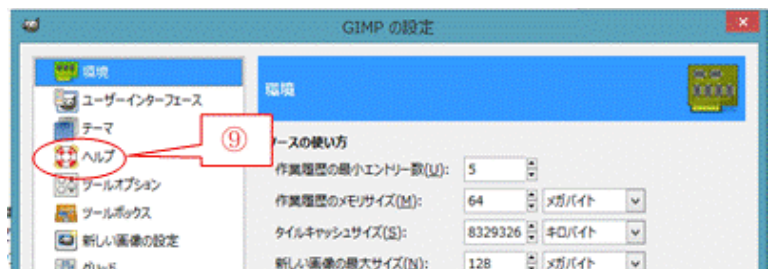 GIMP の設定
環境
ユーザーインターフェース
テーマ
ヘルプ
ツールオプション
ツールボックス
新しい画像の設定
グリッド
⑨
環境
ースの使い方
作業履歴の最小エントリー数(U): 5
作業履歴のメモリサイズ(M): 64 メガバイト
タイルキャッシュサイズ(S): 8329326 キロバイト
新しい画像の最大サイズ(N): 128 メガバイト